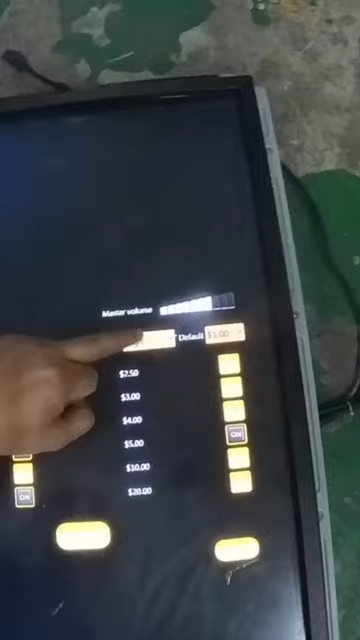 Master volume
Default $1.00
$2.50
$3.00
$4.00
$5.00 ON
$10.00
ON $20.00